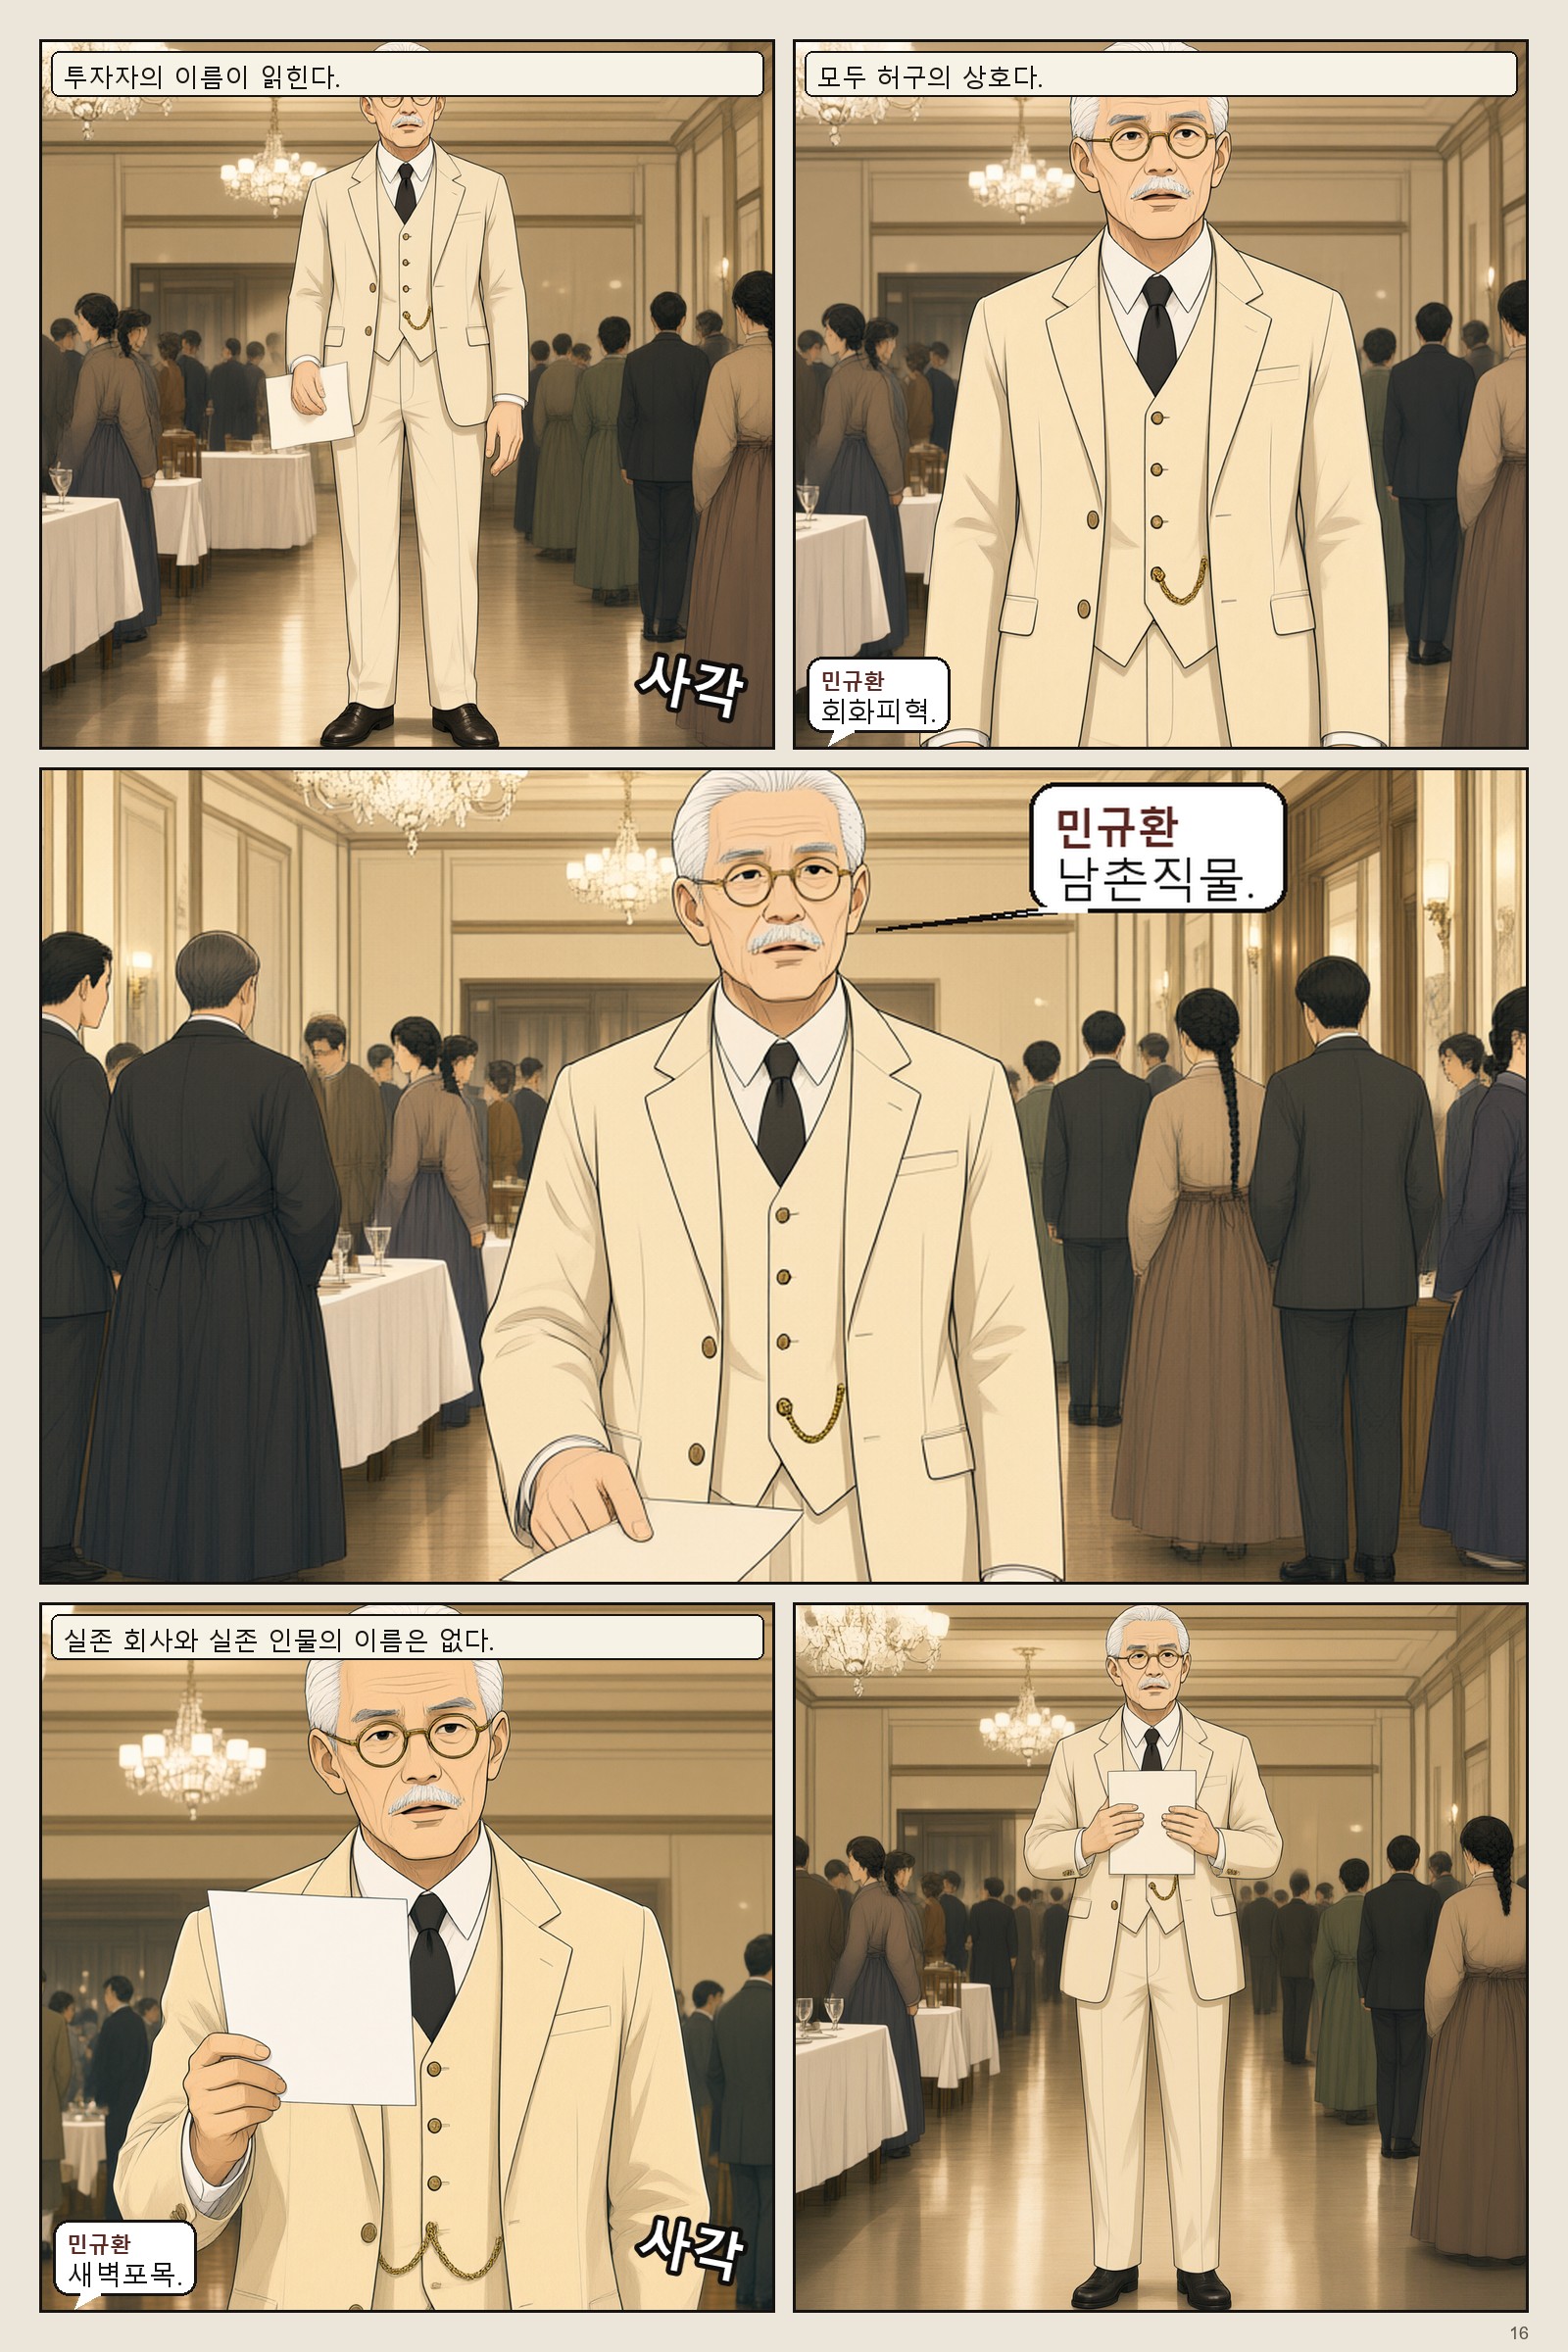 투자자의 이름이 읽힌다.
사각
모두 허구의 상호다.
민규환
회화피혁.
민규환
남촌직물.
실존 회사와 실존 인물의 이름은 없다.
민규환
새벽포목.
사각
16